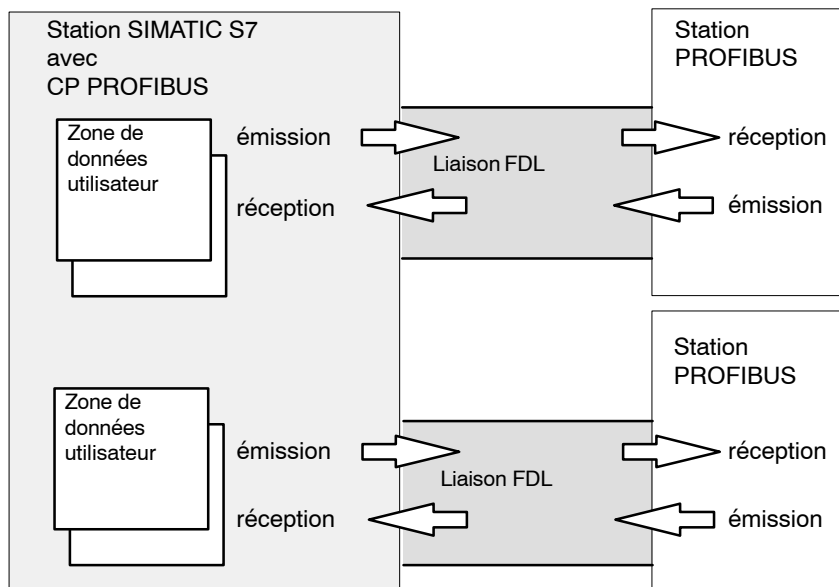 Station SIMATIC S7
avec
CP PROFIBUS
Station
PROFIBUS
Zone de
données
utilisateur
émission
réception
Liaison FDL
réception
émission
Station
PROFIBUS
Zone de
données
utilisateur
émission
réception
Liaison FDL
réception
émission